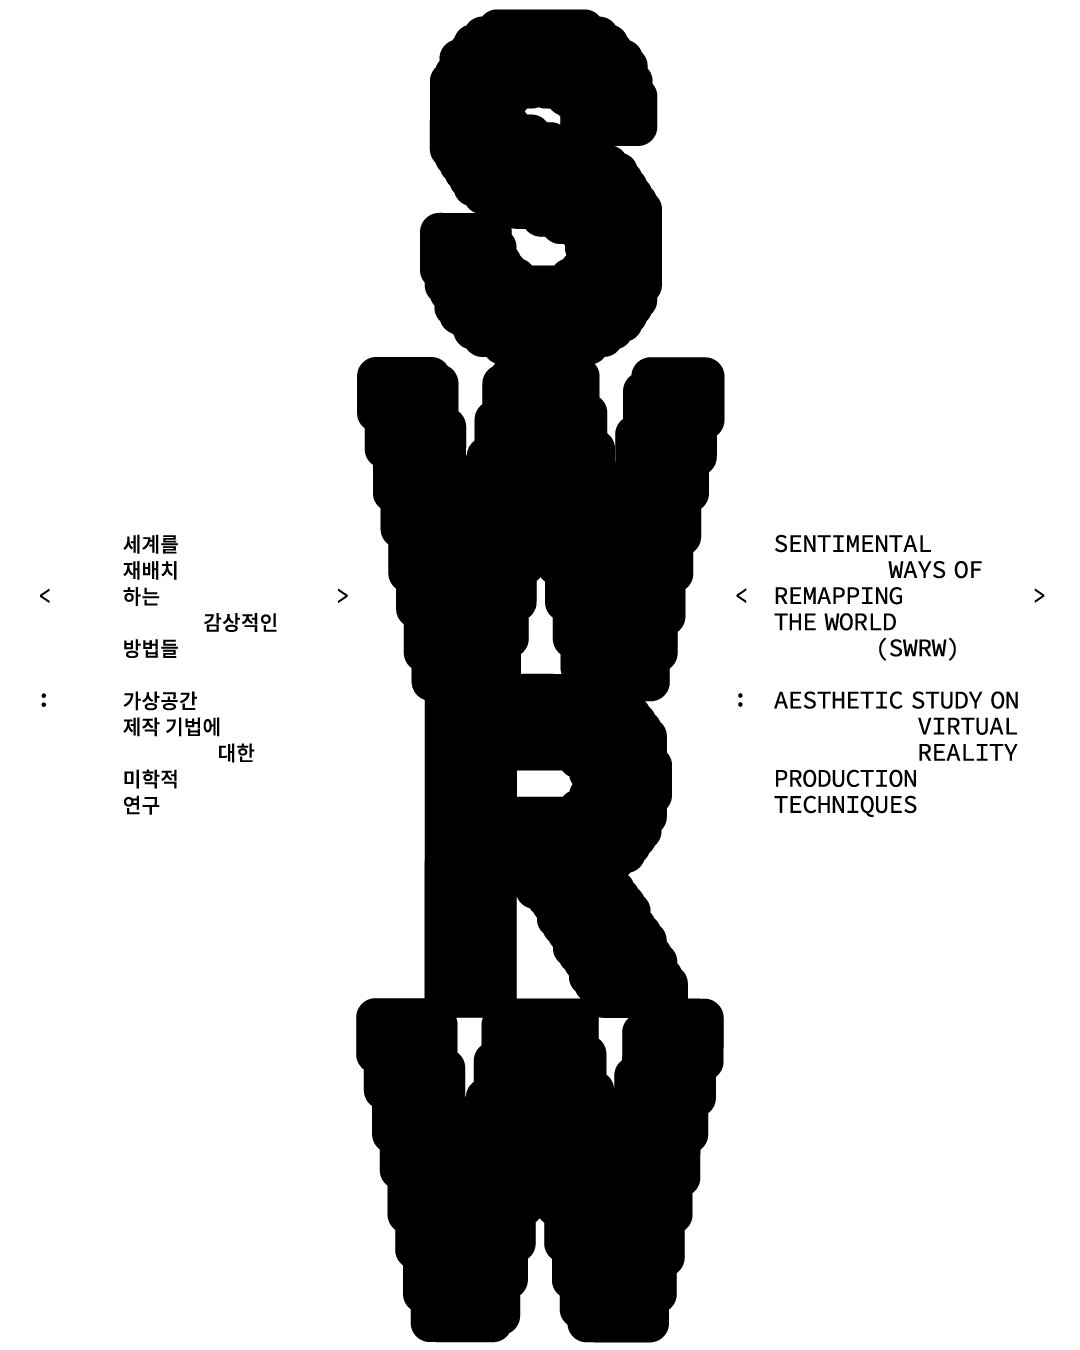 S
W
R
W
세계를
재배치
< 하는 >
감상적인
방법들
: 가상공간
제작 기법에
대한
미학적
연구
SENTIMENTAL
WAYS OF
< REMAPPING >
THE WORLD
(SWRW)
: AESTHETIC STUDY ON
VIRTUAL
REALITY
PRODUCTION
TECHNIQUES